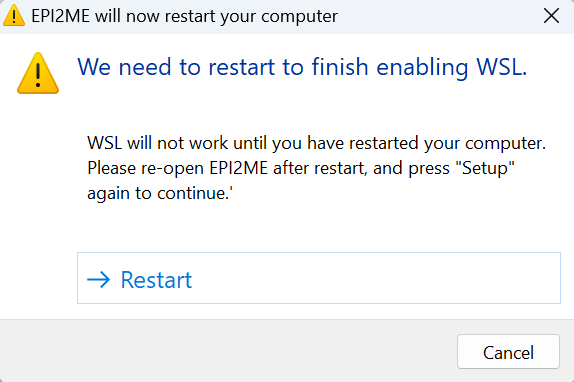 EPI2ME will now restart your computer
We need to restart to finish enabling WSL.
WSL will not work until you have restarted your computer.
Please re-open EPI2ME after restart, and press "Setup"
again to continue.'
Restart
Cancel